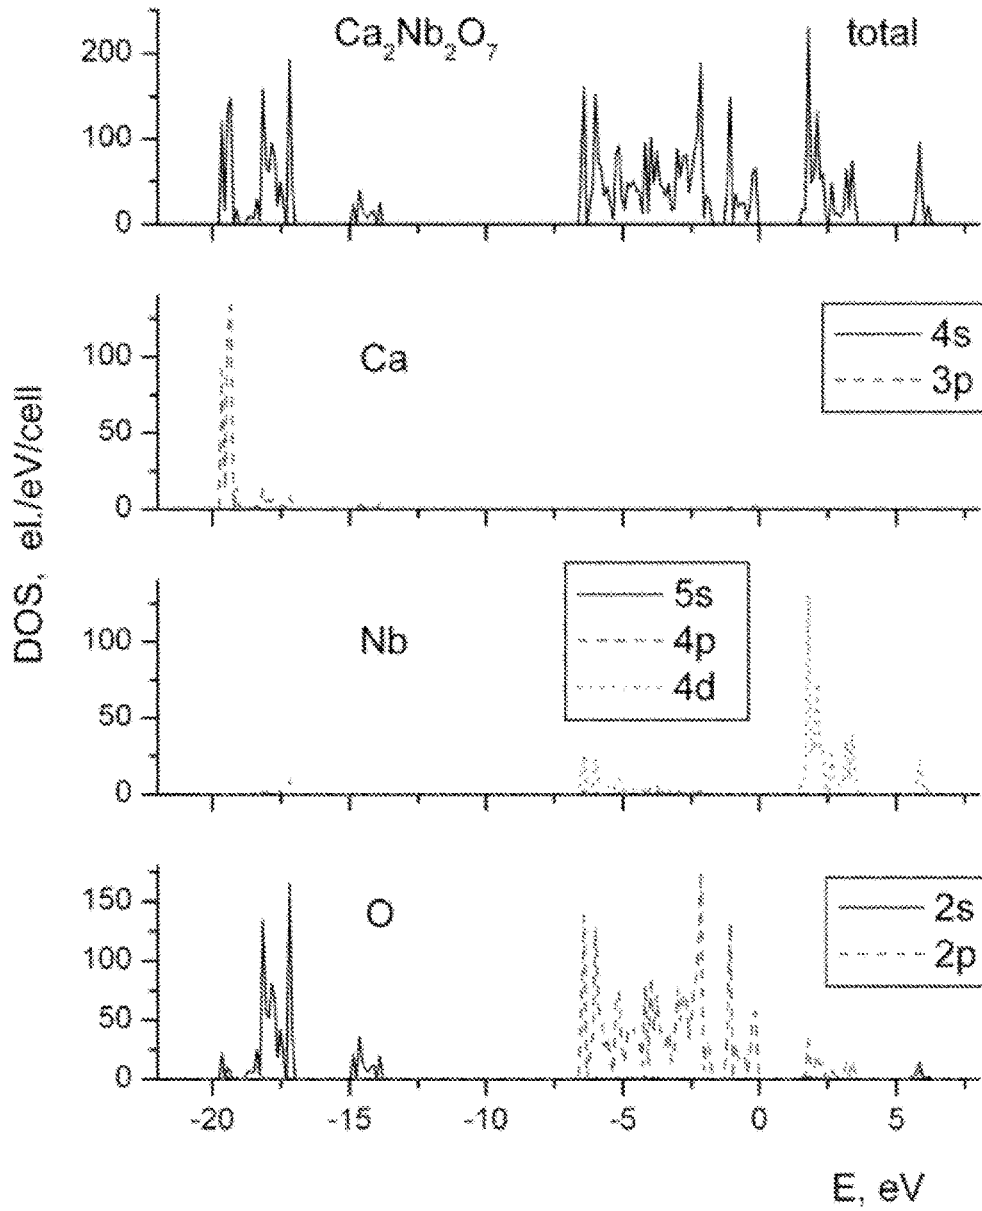 Ca₂Nb₂O₇
total
200
100
0
Ca
4s
3p
100
50
0
DOS, el./eV/cell
Nb
5s
4p
4d
100
50
0
O
2s
2p
150
100
50
0
-20 -15 -10 -5 0 5
E, eV